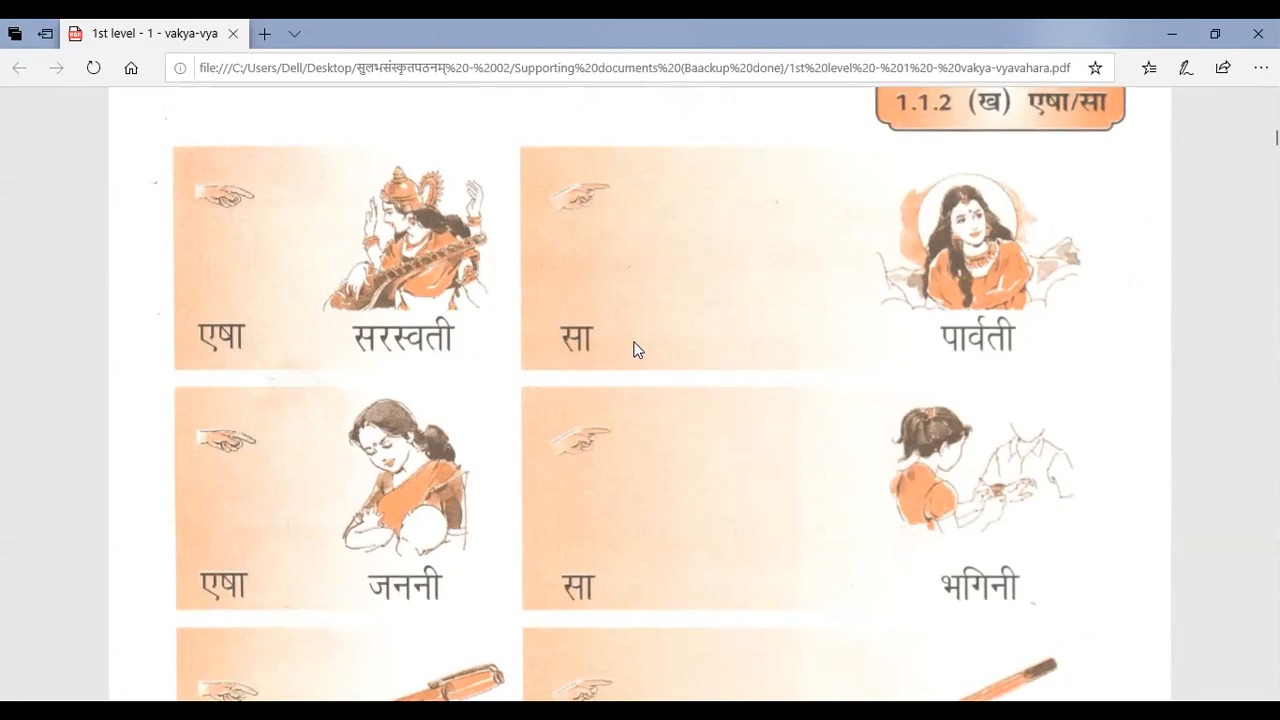 1st level - 1 - vakya-vya
file:///C:/Users/Dell/Desktop/सुलभसंस्कृतपठनम्%20-%2002/Supporting%20documents%20(Baackup%20done)/1st%20level%20-%201%20-%20vakya-vyavahara.pdf
1.1.2 (ख) एषा/सा
एषा सरस्वती सा पार्वती
एषा जननी सा भगिनी